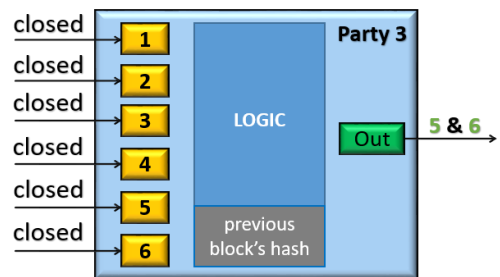 closed
1
Party 3
closed
2
closed
3
LOGIC
Out
5 & 6
closed
4
closed
5
previous
block's hash
closed
6